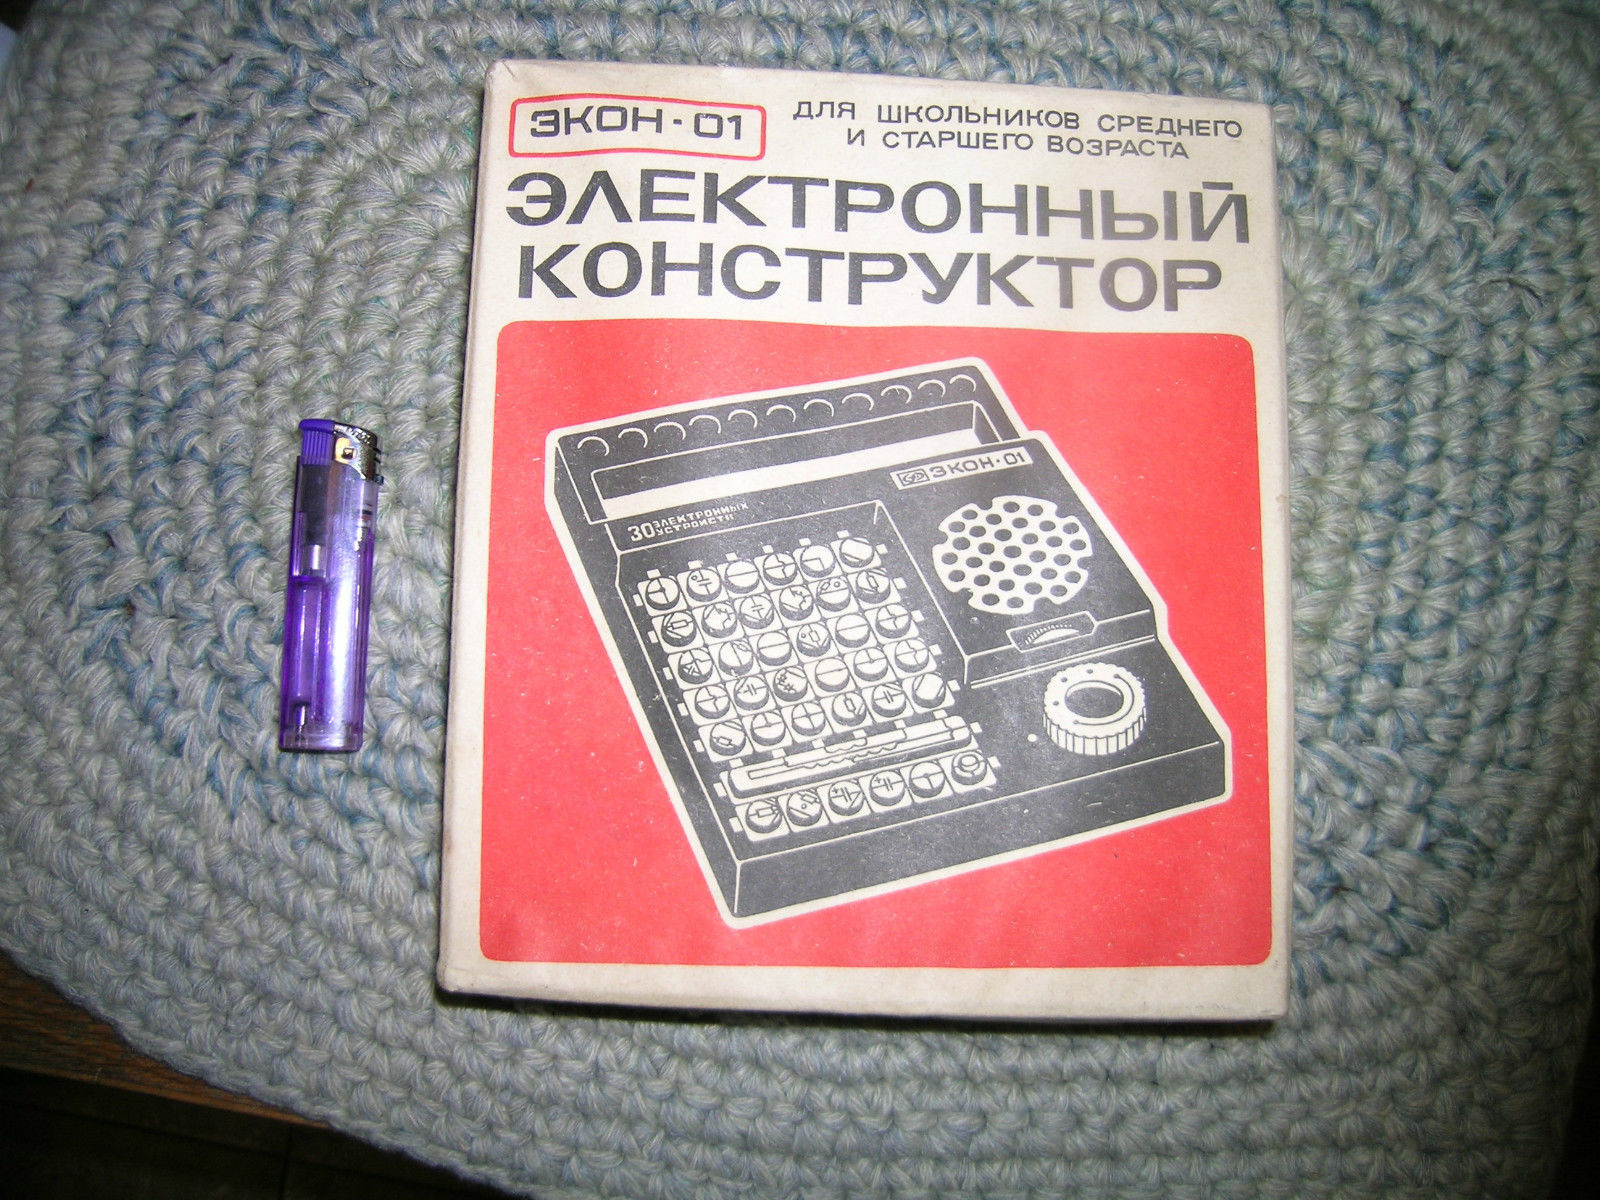 ЭКОН-01
ДЛЯ ШКОЛЬНИКОВ СРЕДНЕГО
И СТАРШЕГО ВОЗРАСТА
ЭЛЕКТРОННЫЙ
КОНСТРУКТОР
ЭКОН-01
30 ЭЛЕКТРОННЫХ
УСТРОЙСТВ